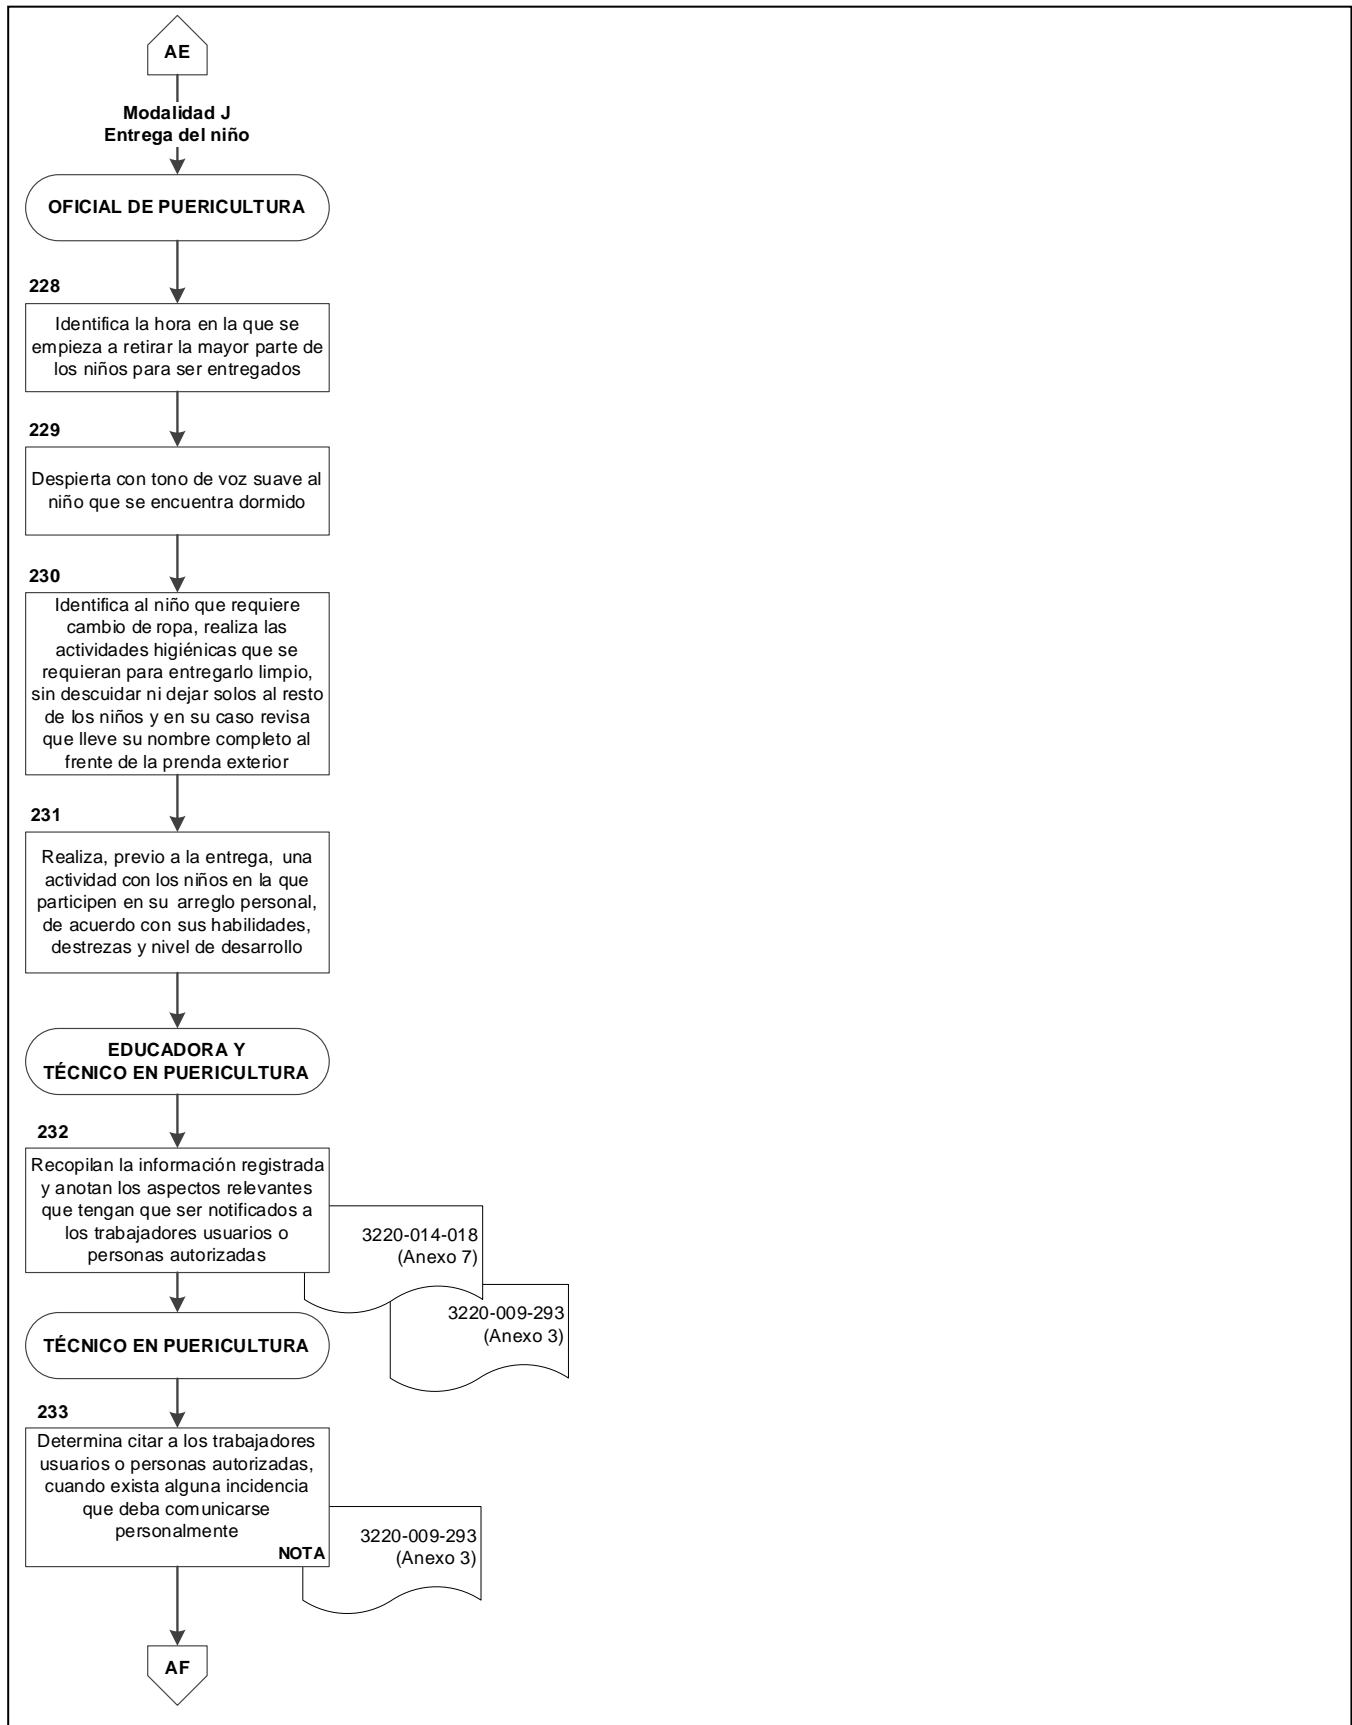 AE
Modalidad J
Entrega del niño
OFICIAL DE PUERICULTURA
228
Identifica la hora en la que se
empieza a retirar la mayor parte de
los niños para ser entregados
229
Despierta con tono de voz suave al
niño que se encuentra dormido
230
Identifica al niño que requiere
cambio de ropa, realiza las
actividades higiénicas que se
requieran para entregarlo limpio,
sin descuidar ni dejar solos al resto
de los niños y en su caso revisa
que lleve su nombre completo al
frente de la prenda exterior
231
Realiza, previo a la entrega, una
actividad con los niños en la que
participen en su arreglo personal,
de acuerdo con sus habilidades,
destrezas y nivel de desarrollo
EDUCADORA Y
TÉCNICO EN PUERICULTURA
232
Recopilan la información registrada
y anotan los aspectos relevantes
que tengan que ser notificados a
los trabajadores usuarios o
personas autorizadas
3220-014-018
(Anexo 7)
3220-009-293
(Anexo 3)
TÉCNICO EN PUERICULTURA
233
Determina citar a los trabajadores
usuarios o personas autorizadas,
cuando exista alguna incidencia
que deba comunicarse
personalmente
NOTA
3220-009-293
(Anexo 3)
AF